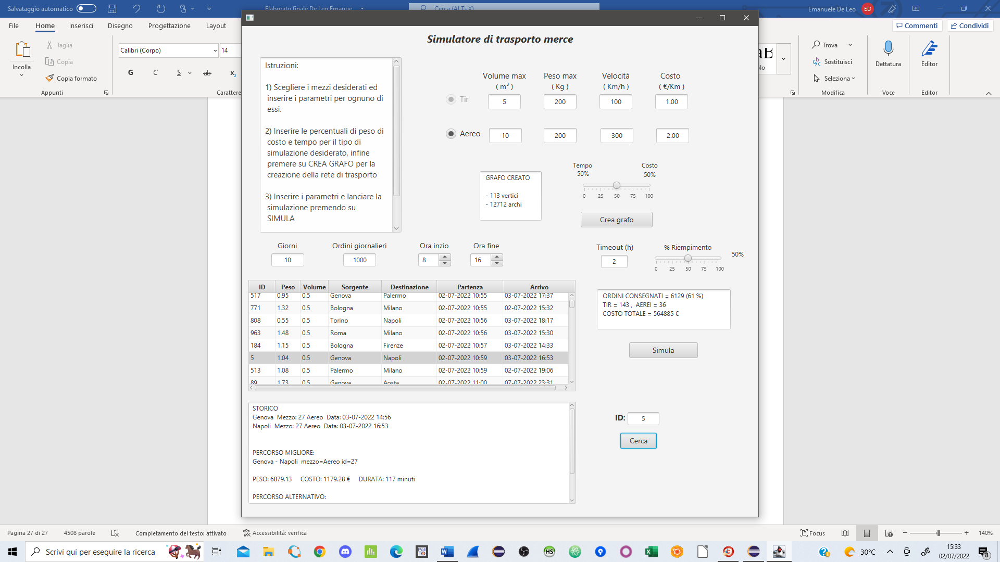 Salvataggio automatico
Elaborato finale De Leo Emanue...
Cerca (ALT+X)
Emanuele De Leo
ED
File
Home
Inserisci
Disegno
Progettazione
Layout
Commenti
Condividi
Incolla
Taglia
Copia
Copia formato
Appunti
Calibri (Corpo)
14
G
C
S
ab
x₂
Carattere
Trova
Sostituisci
Seleziona
Modifica
Dettatura
Voce
Editor
Editor
Simulatore di trasporto merce
Istruzioni:
1) Scegliere i mezzi desiderati ed
inserire i parametri per ognuno di
essi.
2) Inserire le percentuali di peso di
costo e tempo per il tipo di
simulazione desiderato, infine
premere su CREA GRAFO per la
creazione della rete di trasporto
3) Inserire i parametri e lanciare la
simulazione premendo su
SIMULA
Volume max Peso max Velocità Costo
( m³ ) ( Kg ) ( Km/h ) ( €/Km )
Tir 5 200 100 1.00
Aereo 10 200 300 2.00
GRAFO CREATO
- 113 vertici
- 12712 archi
Tempo Costo
50% 50%
0 25 50 75 100
Crea grafo
Giorni Ordini giornalieri Ora inzio Ora fine
10 1000 8 16
Timeout (h)
2
% Riempimento
50%
0 25 50 75 100
ID Peso Volume Sorgente Destinazione Partenza Arrivo
517 0.95 0.5 Genova Palermo 02-07-2022 10:55 03-07-2022 17:37
771 1.32 0.5 Bologna Milano 02-07-2022 10:55 02-07-2022 15:32
808 0.55 0.5 Torino Napoli 02-07-2022 10:56 03-07-2022 18:17
963 1.48 0.5 Roma Milano 02-07-2022 10:56 03-07-2022 15:30
184 1.15 0.5 Bologna Firenze 02-07-2022 10:57 03-07-2022 14:33
5 1.04 0.5 Genova Napoli 02-07-2022 10:59 03-07-2022 16:53
513 1.08 0.5 Palermo Milano 02-07-2022 10:59 02-07-2022 19:06
89 1.73 0.5 Genova Aosta 02-07-2022 11:00 07-07-2022 23:31
ORDINI CONSEGNATI = 6129 (61 %)
TIR = 143 , AEREI = 36
COSTO TOTALE = 564885 €
Simula
STORICO
Genova Mezzo: 27 Aereo Data: 03-07-2022 14:56
Napoli Mezzo: 27 Aereo Data: 03-07-2022 16:53
PERCORSO MIGLIORE:
Genova - Napoli mezzo=Aereo id=27
PESO: 6879.13 COSTO: 1179.28 € DURATA: 117 minuti
PERCORSO ALTERNATIVO:
ID: 5
Cerca
Pagina 27 di 27
4508 parole
Completamento del testo: attivato
Accessibilità: verifica
Focus
140%
Scrivi qui per eseguire la ricerca
Poli
TO
HS
30°C
15:33
02/07/2022
8